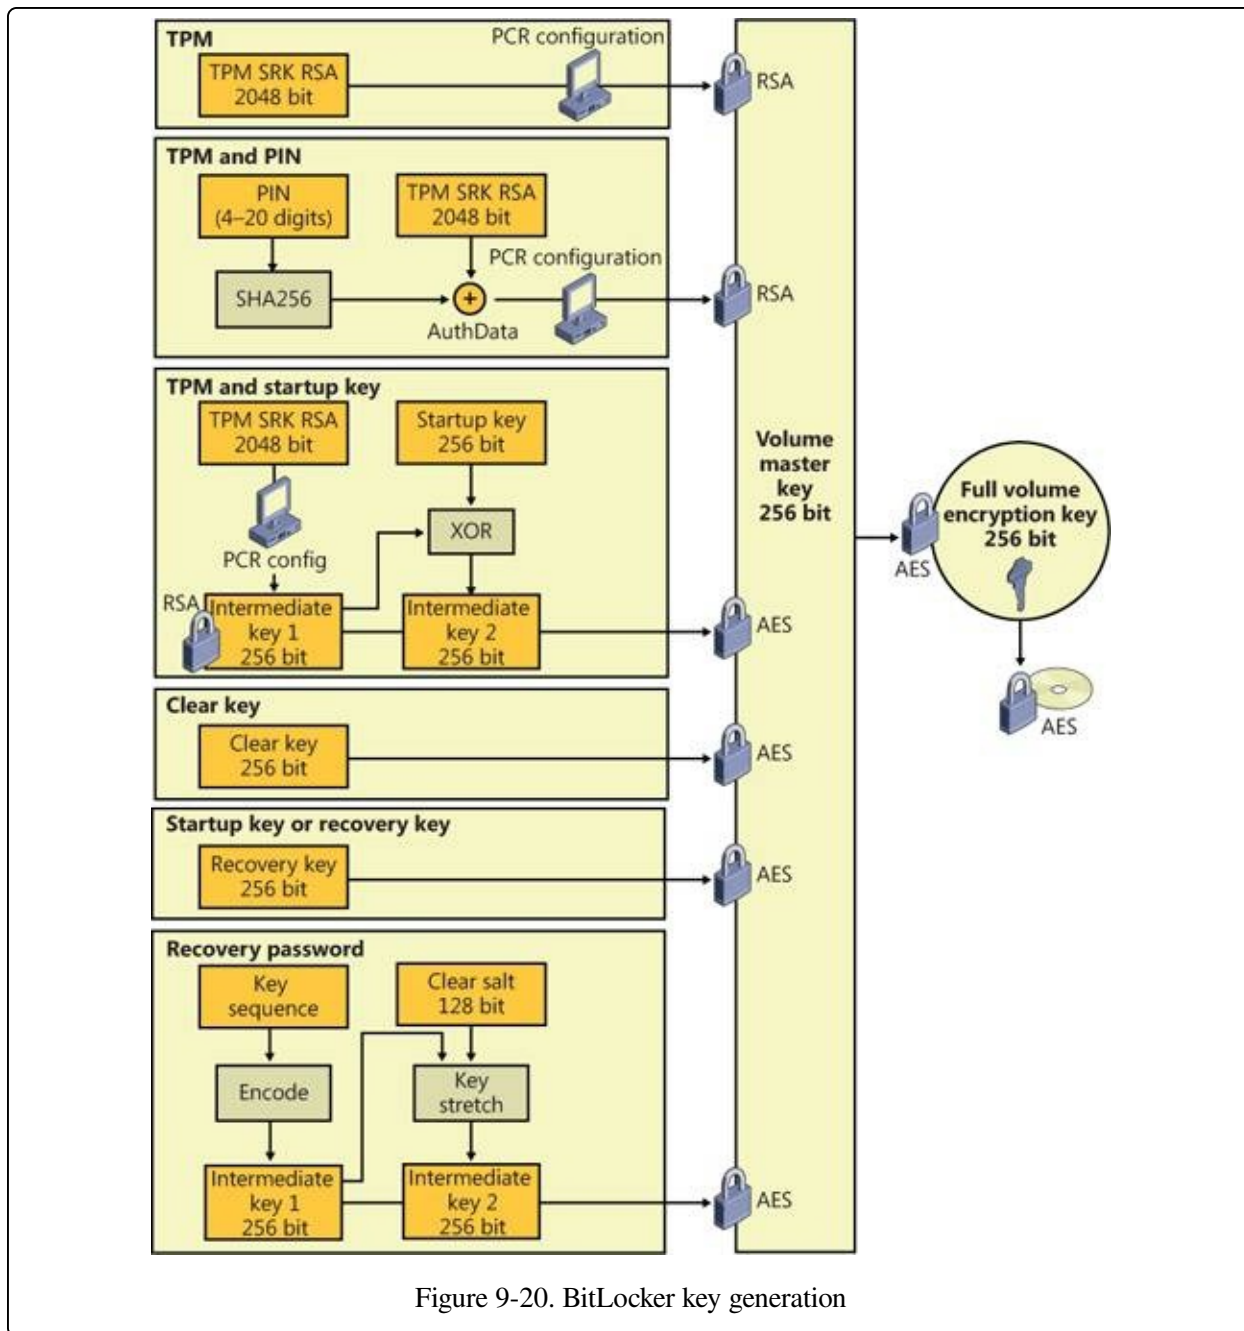 TPM
PCR configuration
TPM SRK RSA
2048 bit
RSA
TPM and PIN
PIN
(4–20 digits)
TPM SRK RSA
2048 bit
PCR configuration
SHA256
+
AuthData
RSA
TPM and startup key
TPM SRK RSA
2048 bit
Startup key
256 bit
XOR
PCR config
RSA
Intermediate
key 1
256 bit
Intermediate
key 2
256 bit
AES
Clear key
Clear key
256 bit
AES
Startup key or recovery key
Recovery key
256 bit
AES
Recovery password
Key
sequence
Clear salt
128 bit
Encode
Key
stretch
Intermediate
key 1
256 bit
Intermediate
key 2
256 bit
AES
Volume
master
key
256 bit
AES
Full volume
encryption key
256 bit
AES
Figure 9-20. BitLocker key generation